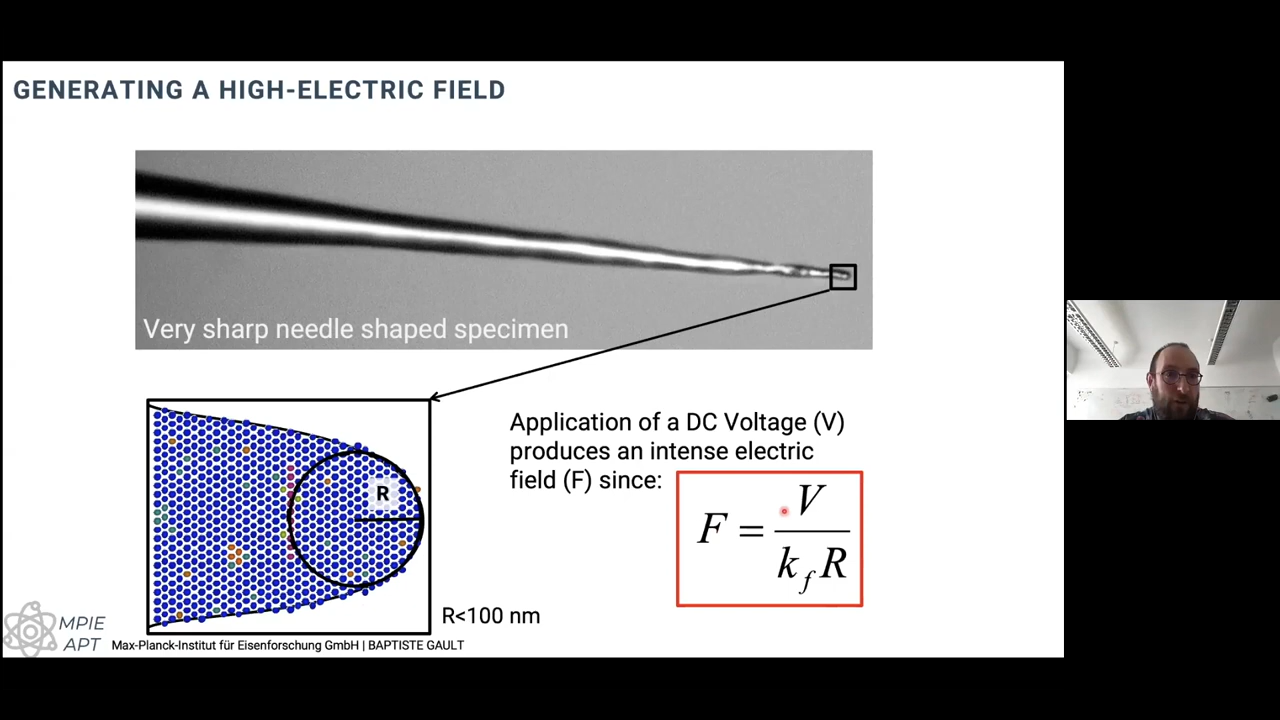 GENERATING A HIGH-ELECTRIC FIELD
Very sharp needle shaped specimen
R
R<100 nm
Application of a DC Voltage (V)
produces an intense electric
field (F) since:
F = V / k_f R
MPIE
APT
Max-Planck-Institut für Eisenforschung GmbH | BAPTISTE GAULT